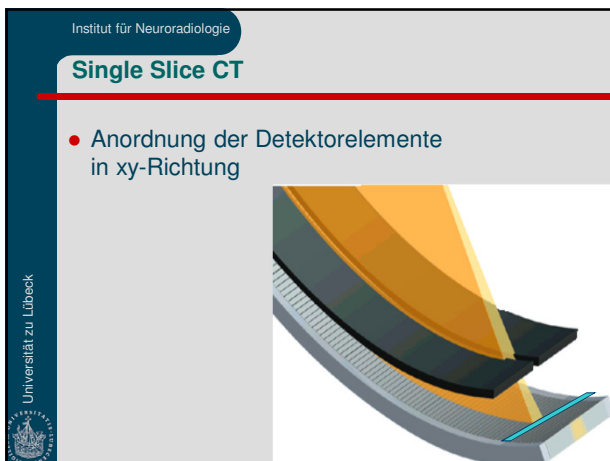 Institut für Neuroradiologie
Single Slice CT
Anordnung der Detektorelemente
in xy-Richtung
Universität zu Lübeck